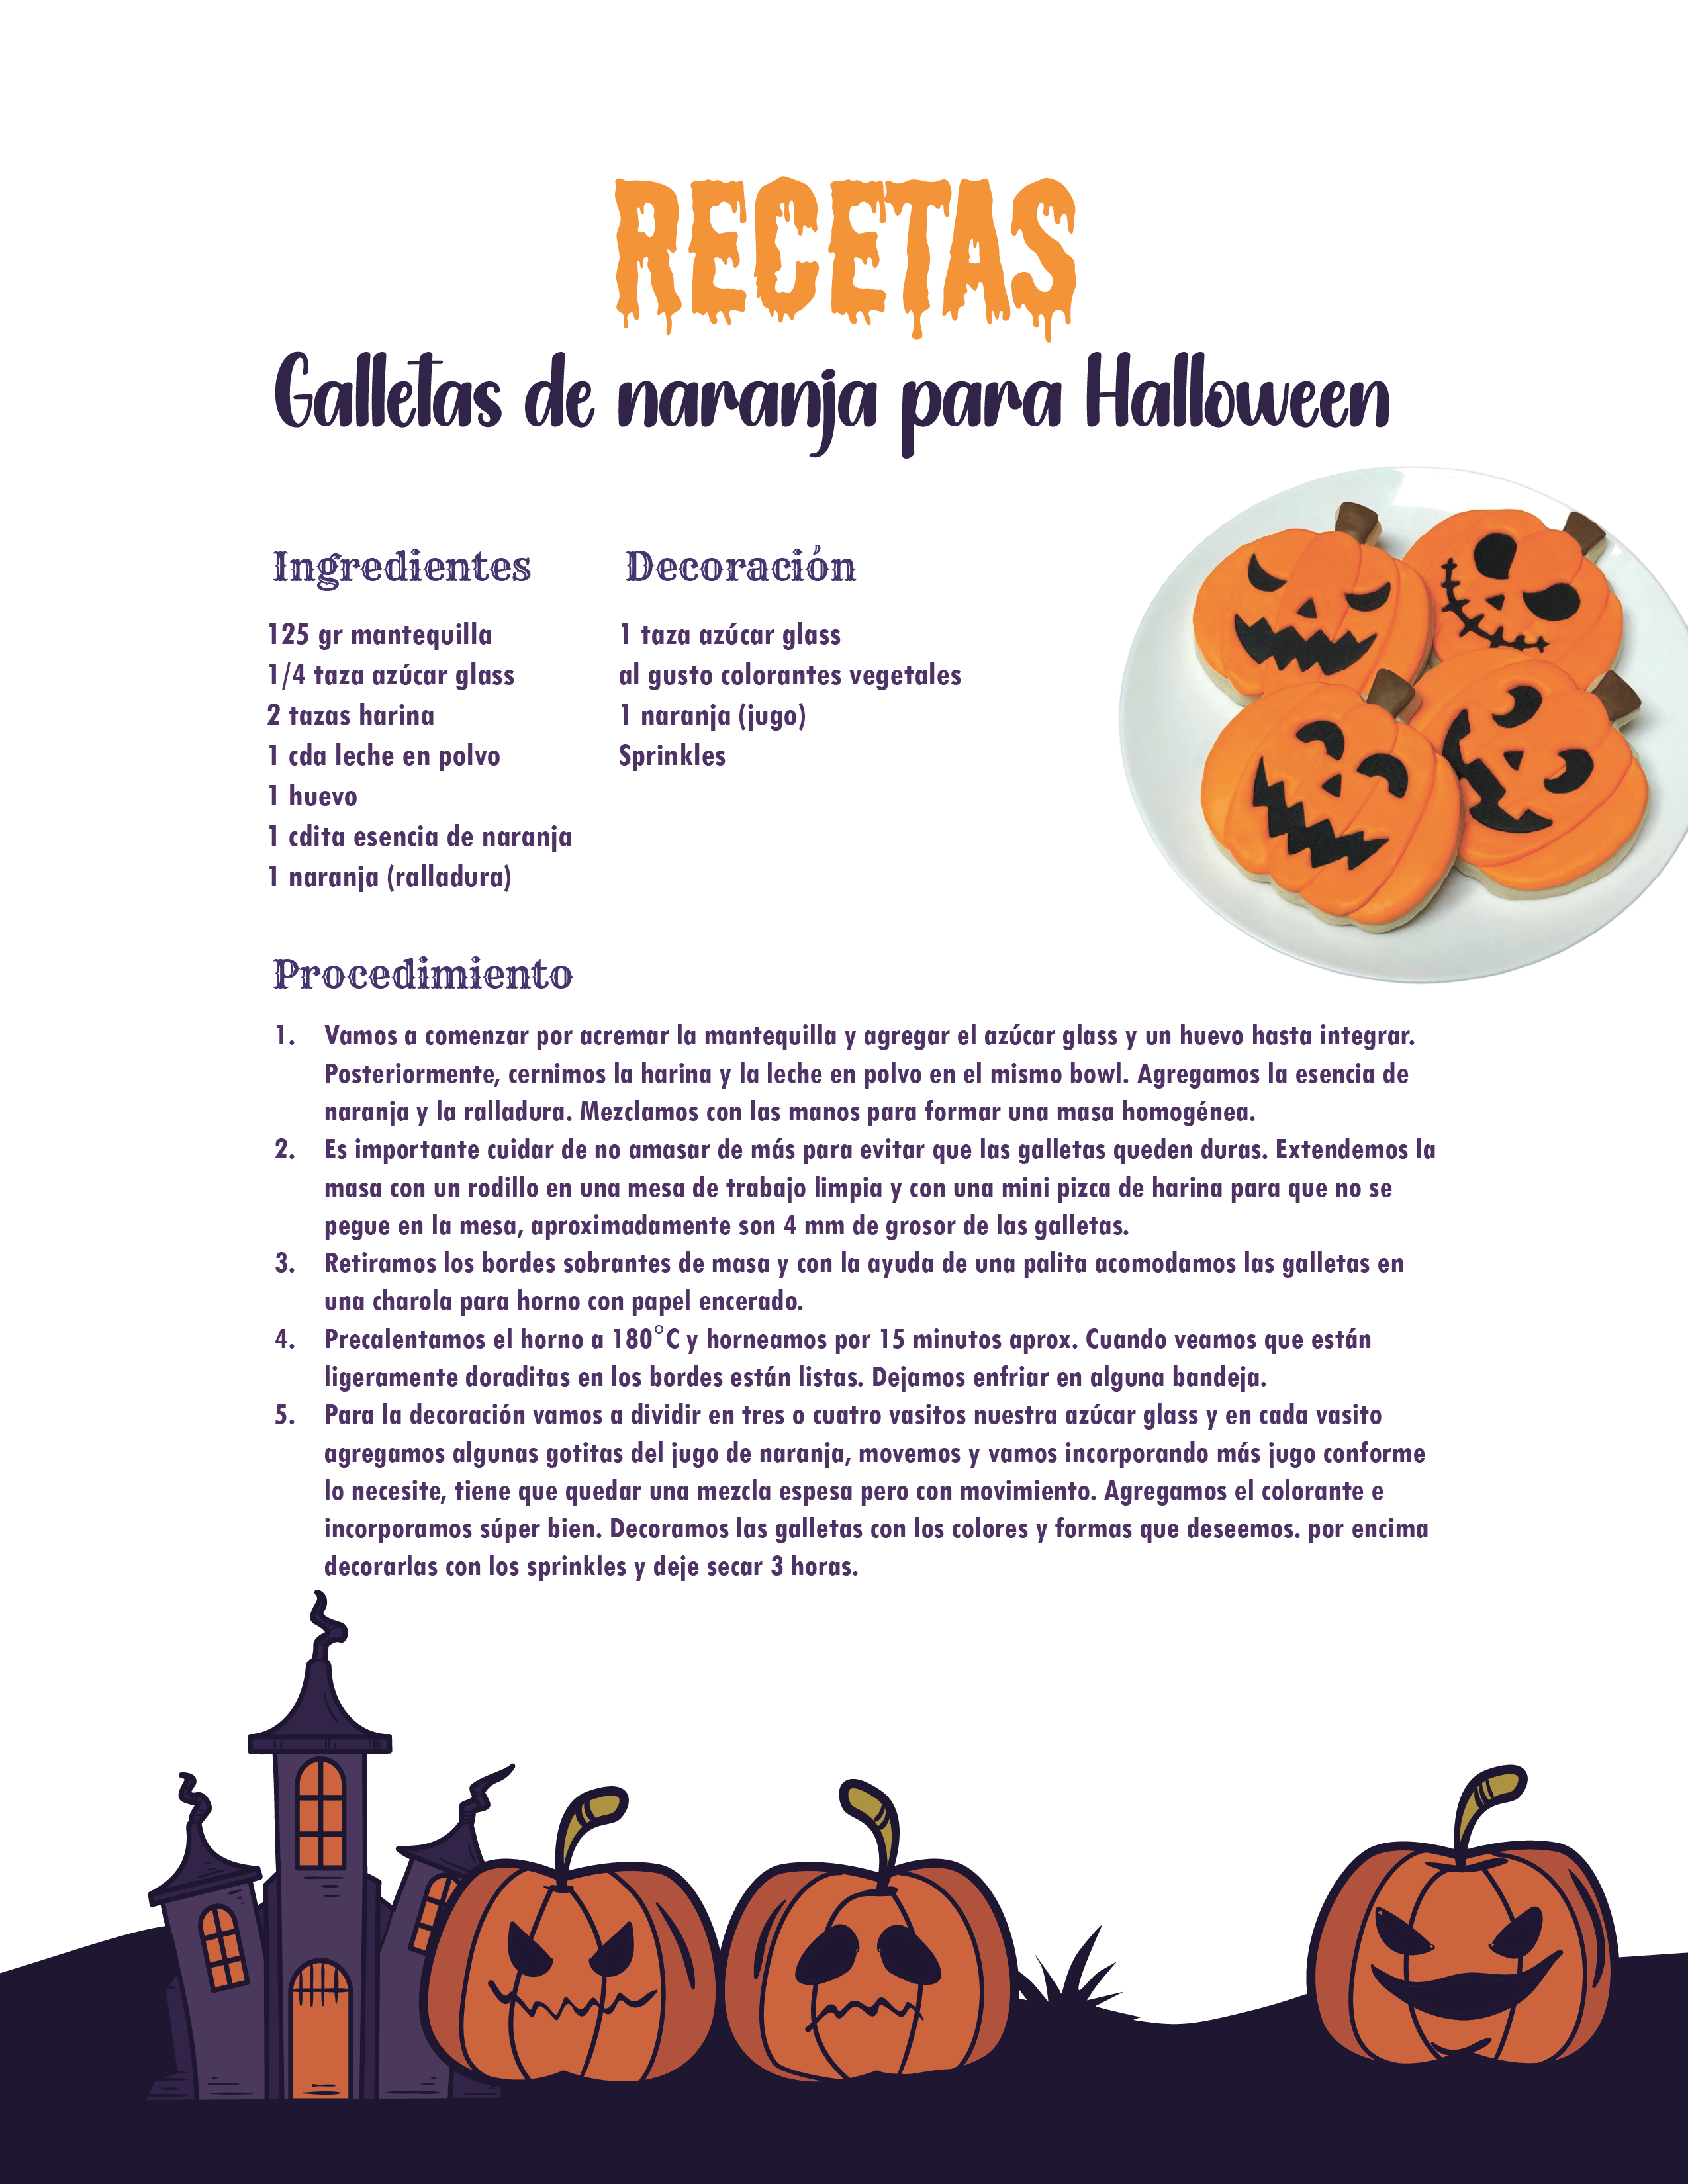 RECETAS
Galletas de naranja para Halloween
Ingredientes
125 gr mantequilla
1/4 taza azúcar glass
2 tazas harina
1 cda leche en polvo
1 huevo
1 cdita esencia de naranja
1 naranja (ralladura)
Decoración
1 taza azúcar glass
al gusto colorantes vegetales
1 naranja (jugo)
Sprinkles
Procedimiento
1. Vamos a comenzar por acremar la mantequilla y agregar el azúcar glass y un huevo hasta integrar.
Posteriormente, cernimos la harina y la leche en polvo en el mismo bowl. Agregamos la esencia de
naranja y la ralladura. Mezclamos con las manos para formar una masa homogénea.
2. Es importante cuidar de no amasar de más para evitar que las galletas queden duras. Extendemos la
masa con un rodillo en una mesa de trabajo limpia y con una mini pizca de harina para que no se
pegue en la mesa, aproximadamente son 4 mm de grosor de las galletas.
3. Retiramos los bordes sobrantes de masa y con la ayuda de una palita acomodamos las galletas en
una charola para horno con papel encerado.
4. Precalentamos el horno a 180°C y horneamos por 15 minutos aprox. Cuando veamos que están
ligeramente doraditas en los bordes están listas. Dejamos enfriar en alguna bandeja.
5. Para la decoración vamos a dividir en tres o cuatro vasitos nuestra azúcar glass y en cada vasito
agregamos algunas gotitas del jugo de naranja, movemos y vamos incorporando más jugo conforme
lo necesite, tiene que quedar una mezcla espesa pero con movimiento. Agregamos el colorante e
incorporamos súper bien. Decoramos las galletas con los colores y formas que deseemos. por encima
decorarlas con los sprinkles y deje secar 3 horas.